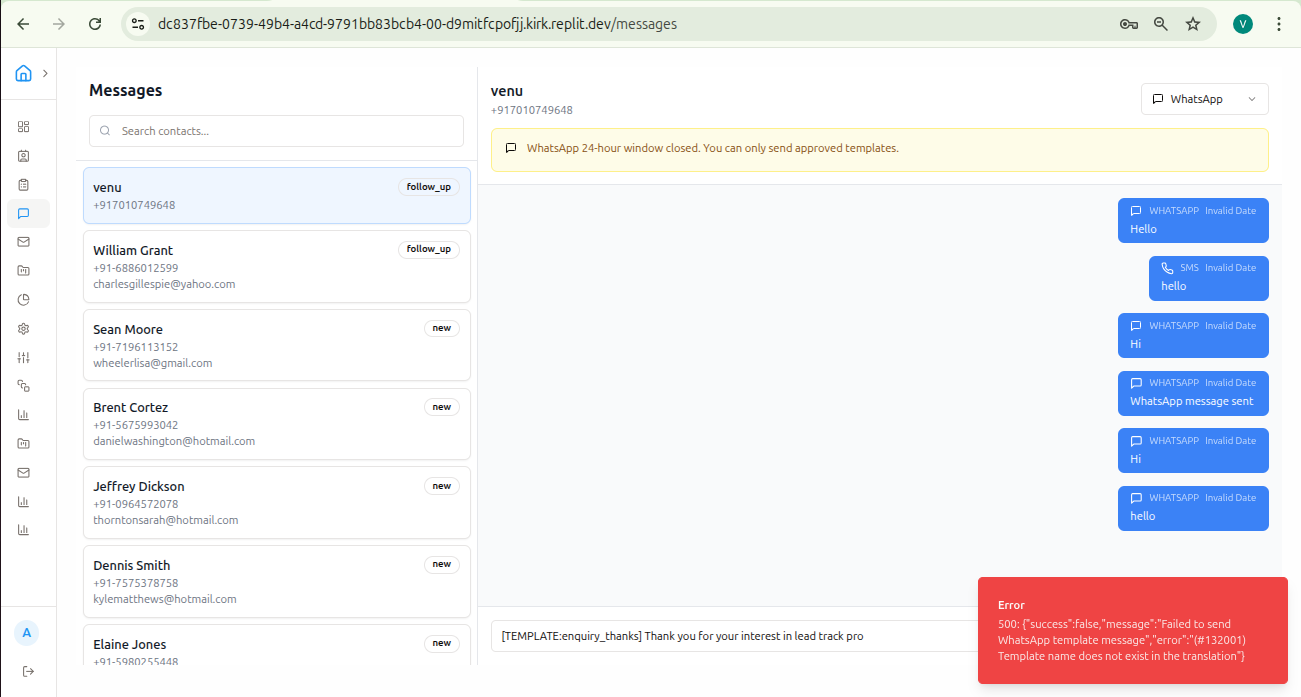 dc837fbe-0739-49b4-a4cd-9791bb83bcb4-00-d9mitfcpofjj.kirk.replit.dev/messages
V
Messages
Search contacts...
venu
follow_up
+917010749648
William Grant
follow_up
+91-6886012599
charlesgillespie@yahoo.com
Sean Moore
new
+91-7196113152
wheelerlisa@gmail.com
Brent Cortez
new
+91-5675993042
danielwashington@hotmail.com
Jeffrey Dickson
new
+91-0964572078
thorntonsarah@hotmail.com
Dennis Smith
new
+91-7575378758
kylematthews@hotmail.com
Elaine Jones
new
+91-5980255448
A
venu
+917010749648
WhatsApp
WhatsApp 24-hour window closed. You can only send approved templates.
WHATSAPP Invalid Date
Hello
SMS Invalid Date
hello
WHATSAPP Invalid Date
Hi
WHATSAPP Invalid Date
WhatsApp message sent
WHATSAPP Invalid Date
Hi
WHATSAPP Invalid Date
hello
[TEMPLATE:enquiry_thanks] Thank you for your interest in lead track pro
Error
500: {"success":false,"message":"Failed to send
WhatsApp template message","error":"(#132001)
Template name does not exist in the translation"}